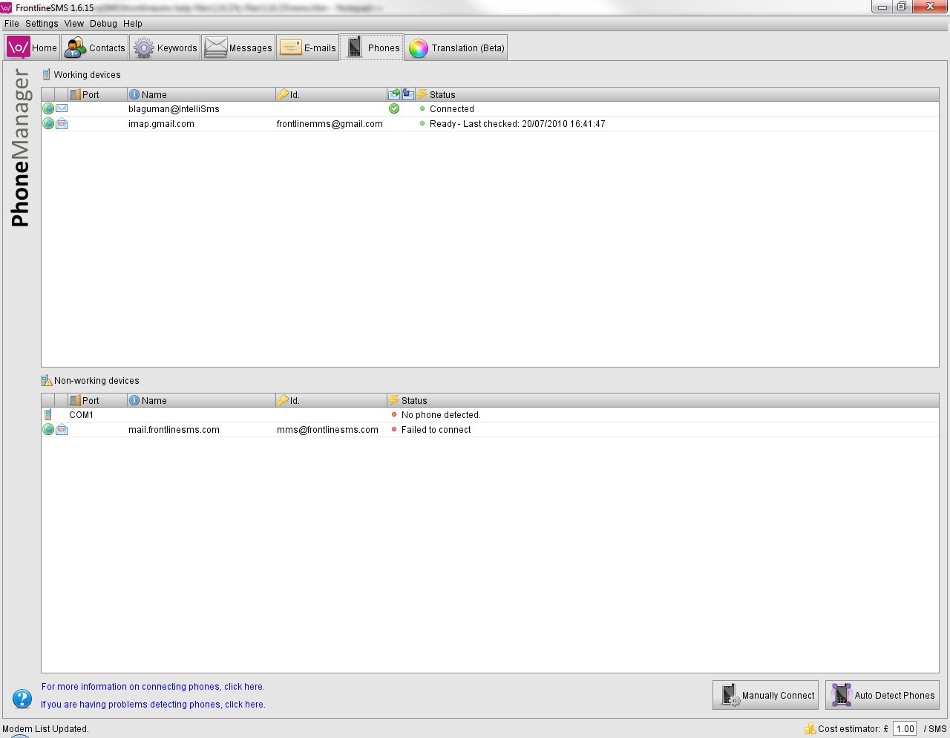 FrontlineSMS 1.6.15
File Settings View Debug Help
\o/ Home Contacts Keywords Messages E-mails Phones Translation (Beta)
PhoneManager
Working devices
Port Name Id. Status
blaguman@IntelliSms Connected
imap.gmail.com frontlinemms@gmail.com Ready - Last checked: 20/07/2010 16:41:47
Non-working devices
Port Name Id. Status
COM1 No phone detected.
mail.frontlinesms.com mms@frontlinesms.com Failed to connect
For more information on connecting phones, click here.
If you are having problems detecting phones, click here.
Manually Connect Auto Detect Phones
Modem List Updated.
Cost estimator: £ 1.00 / SMS